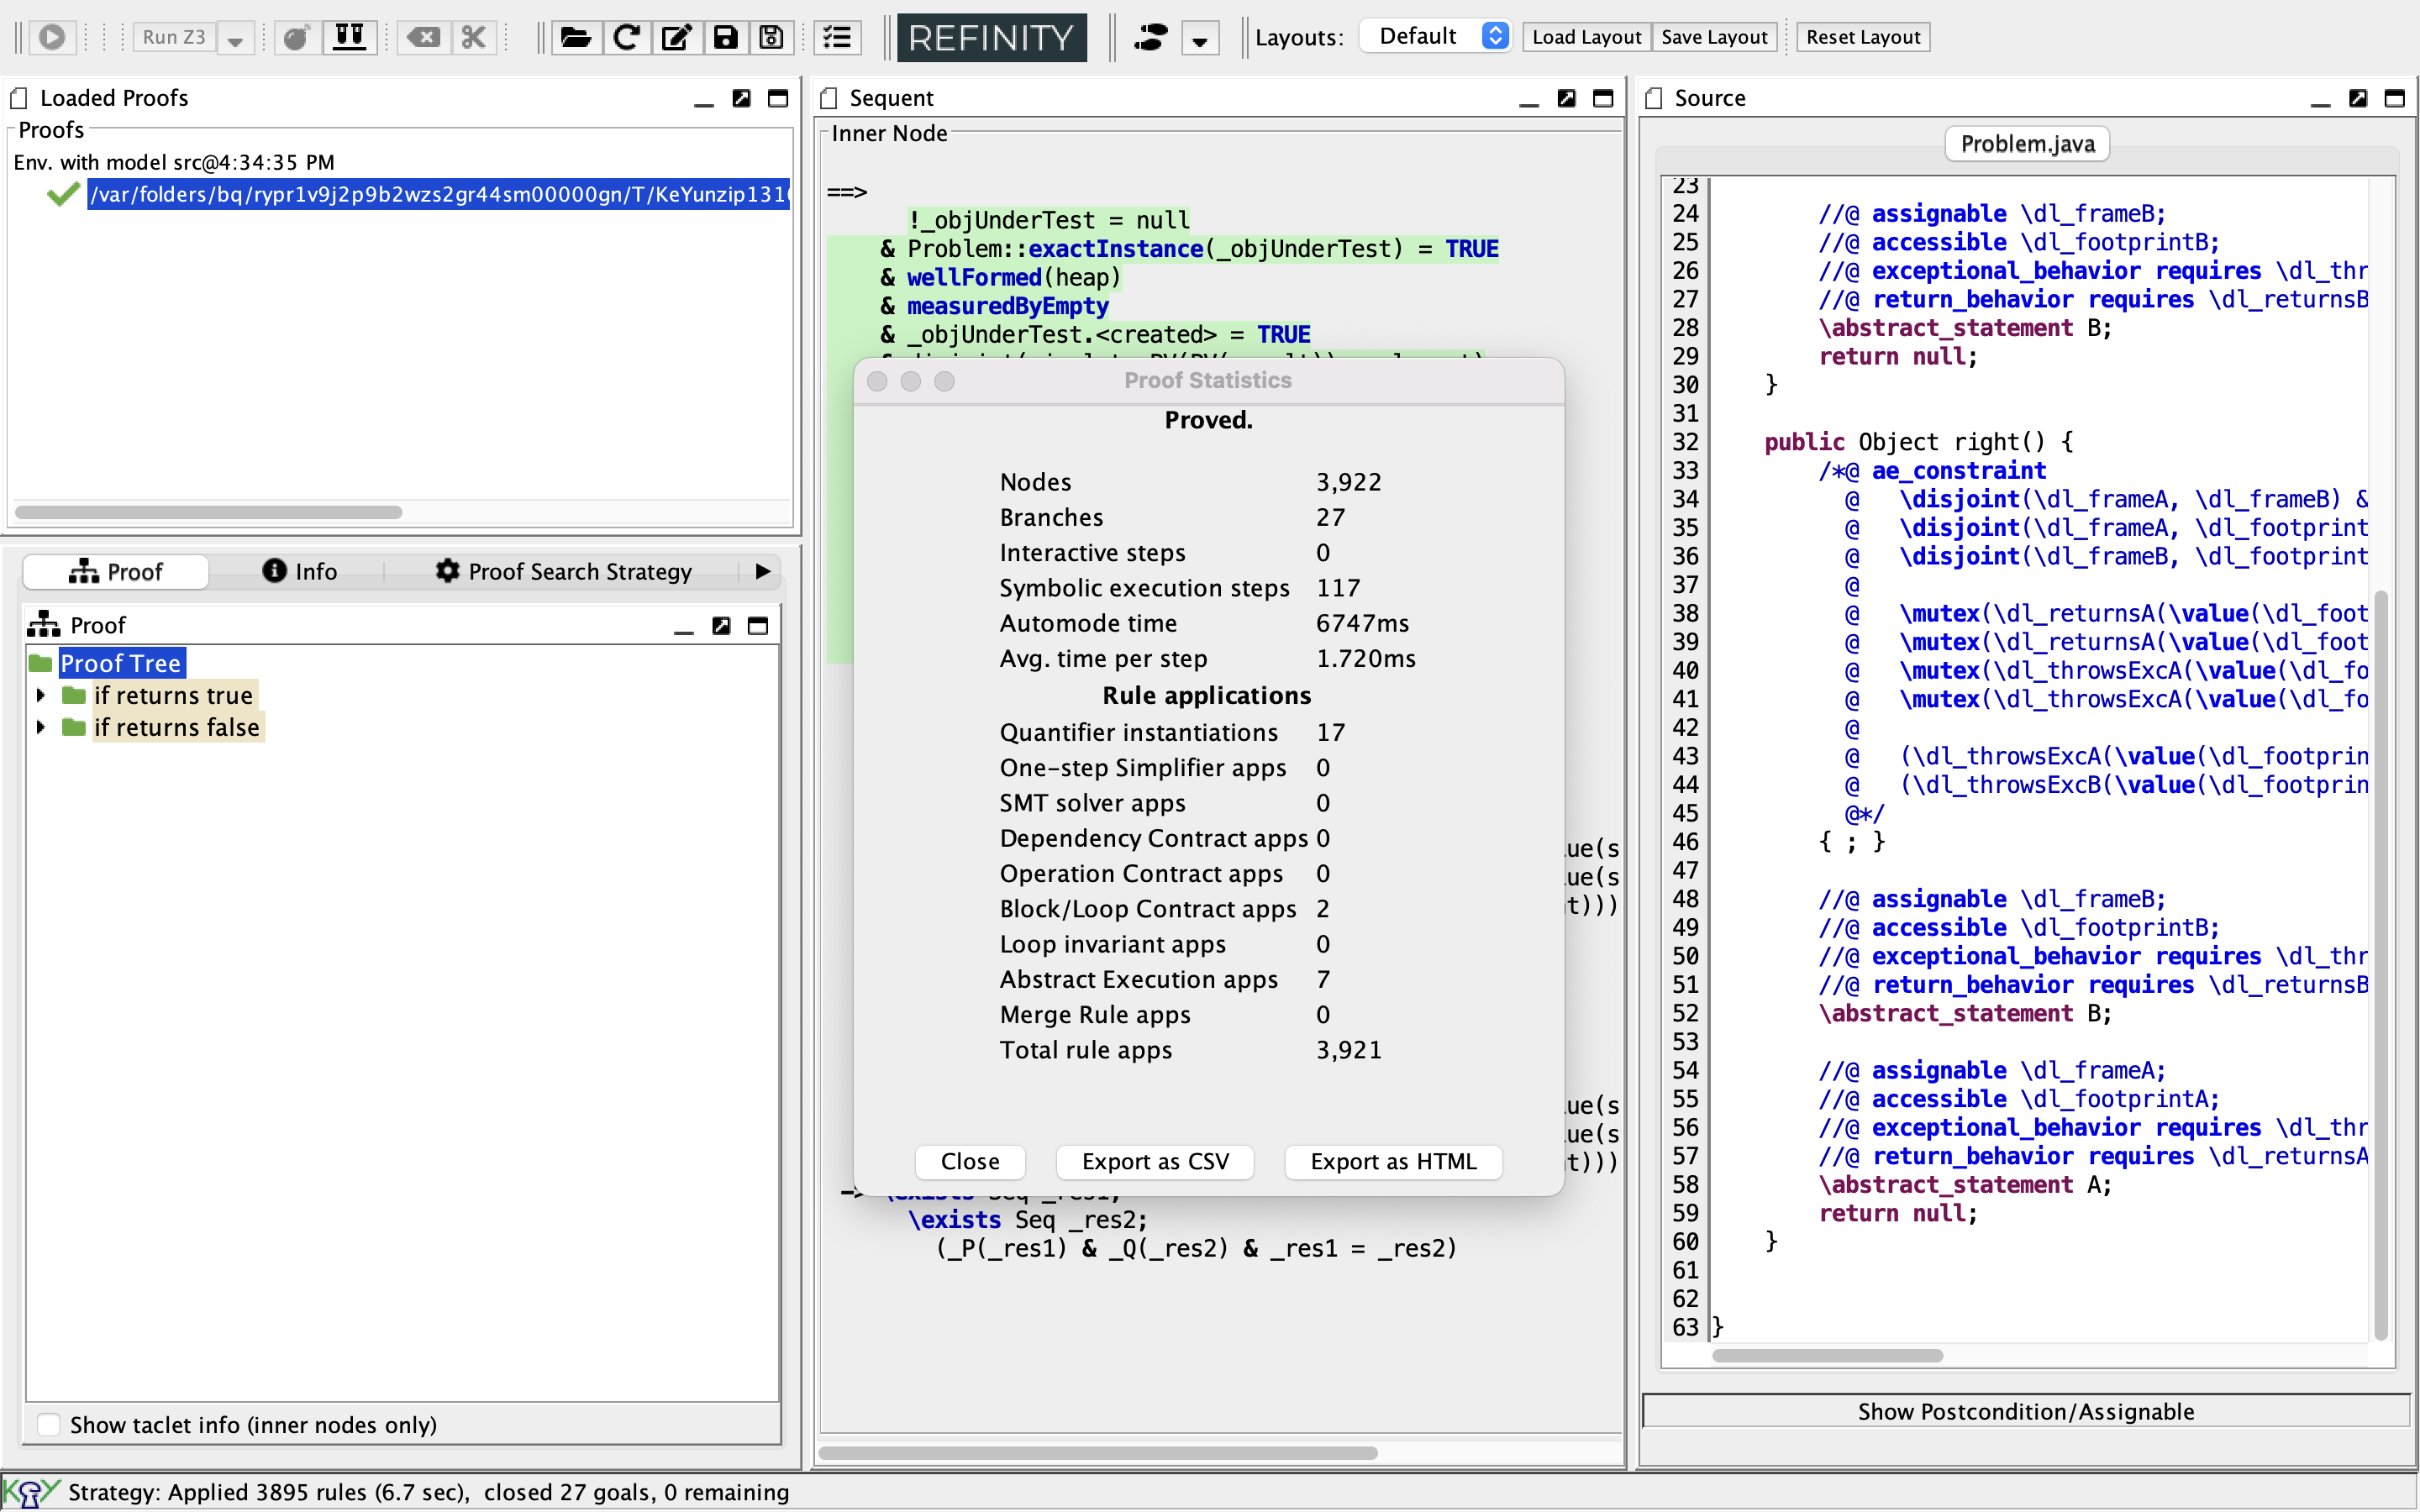 Run Z3
REFINITY
Layouts:
Default
Load Layout
Save Layout
Reset Layout
Loaded Proofs
Proofs
Env. with model src@4:34:35 PM
/var/folders/bq/rypr1v9j2p9b2wzs2gr44sm00000gn/T/KeYunzip131
Proof
Info
Proof Search Strategy
Proof
Proof Tree
if returns true
if returns false
Show taclet info (inner nodes only)
Sequent
Inner Node
==>
!_objUnderTest = null
& Problem::exactInstance(_objUnderTest) = TRUE
& wellFormed(heap)
& measuredByEmpty
& _objUnderTest.<created> = TRUE
Proof Statistics
Proved.
Nodes 3,922
Branches 27
Interactive steps 0
Symbolic execution steps 117
Automode time 6747ms
Avg. time per step 1.720ms
Rule applications
Quantifier instantiations 17
One-step Simplifier apps 0
SMT solver apps 0
Dependency Contract apps 0
Operation Contract apps 0
Block/Loop Contract apps 2
Loop invariant apps 0
Abstract Execution apps 7
Merge Rule apps 0
Total rule apps 3,921
Close
Export as CSV
Export as HTML
ue(s
ue(s
t)))
ue(s
ue(s
t)))
-> \exists Seq _res1;
\exists Seq _res2;
(_P(_res1) & _Q(_res2) & _res1 = _res2)
Source
Problem.java
23
24 //@ assignable \dl_frameB;
25 //@ accessible \dl_footprintB;
26 //@ exceptional_behavior requires \dl_thr
27 //@ return_behavior requires \dl_returnsB
28 \abstract_statement B;
29 return null;
30 }
31
32 public Object right() {
33 /*@ ae_constraint
34 @ \disjoint(\dl_frameA, \dl_frameB) &
35 @ \disjoint(\dl_frameA, \dl_footprint
36 @ \disjoint(\dl_frameB, \dl_footprint
37 @
38 @ \mutex(\dl_returnsA(\value(\dl_foot
39 @ \mutex(\dl_returnsA(\value(\dl_foot
40 @ \mutex(\dl_throwsExcA(\value(\dl_fo
41 @ \mutex(\dl_throwsExcA(\value(\dl_fo
42 @
43 @ (\dl_throwsExcA(\value(\dl_footprin
44 @ (\dl_throwsExcB(\value(\dl_footprin
45 @*/
46 { ; }
47
48 //@ assignable \dl_frameB;
49 //@ accessible \dl_footprintB;
50 //@ exceptional_behavior requires \dl_thr
51 //@ return_behavior requires \dl_returnsB
52 \abstract_statement B;
53
54 //@ assignable \dl_frameA;
55 //@ accessible \dl_footprintA;
56 //@ exceptional_behavior requires \dl_thr
57 //@ return_behavior requires \dl_returnsA
58 \abstract_statement A;
59 return null;
60 }
61
62
63 }
Show Postcondition/Assignable
KeY Strategy: Applied 3895 rules (6.7 sec), closed 27 goals, 0 remaining